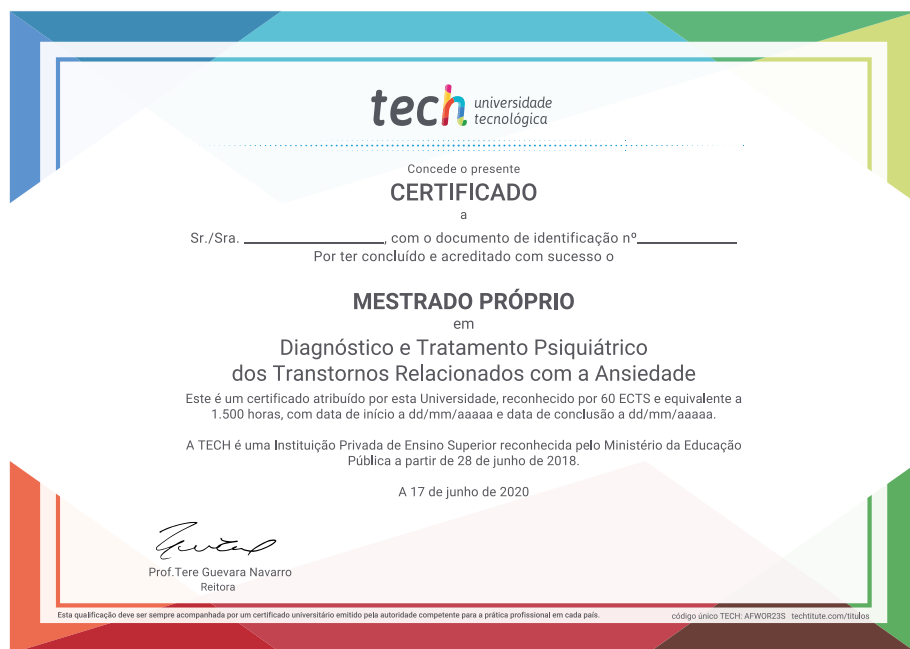 tech universidade
tecnológica
Concede o presente
CERTIFICADO
a
Sr./Sra. ________________, com o documento de identificação nº____________
Por ter concluído e acreditado com sucesso o
MESTRADO PRÓPRIO
em
Diagnóstico e Tratamento Psiquiátrico
dos Transtornos Relacionados com a Ansiedade
Este é um certificado atribuído por esta Universidade, reconhecido por 60 ECTS e equivalente a
1.500 horas, com data de início a dd/mm/aaaaa e data de conclusão a dd/mm/aaaaa.
A TECH é uma Instituição Privada de Ensino Superior reconhecida pelo Ministério da Educação
Pública a partir de 28 de junho de 2018.
A 17 de junho de 2020
Prof.Tere Guevara Navarro
Reitora
Esta qualificação deve ser sempre acompanhada por um certificado universitário emitido pela autoridade competente para a prática profissional em cada país. código único TECH: AFWOR23S techtitute.com/titulos